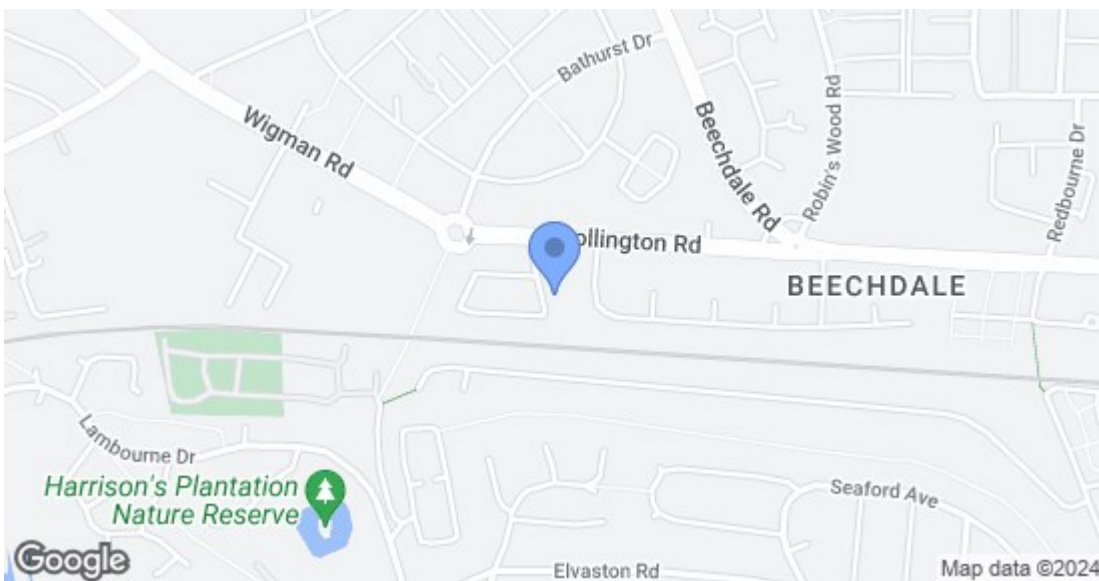 Bathurst Dr
Wigman Rd
Beechdale Rd
Robin's Wood Rd
Redbourne Dr
ollington Rd
BEECHDALE
Lambourne Dr
Harrison's Plantation
Nature Reserve
Seaford Ave
Elvaston Rd
Google
Map data ©2024